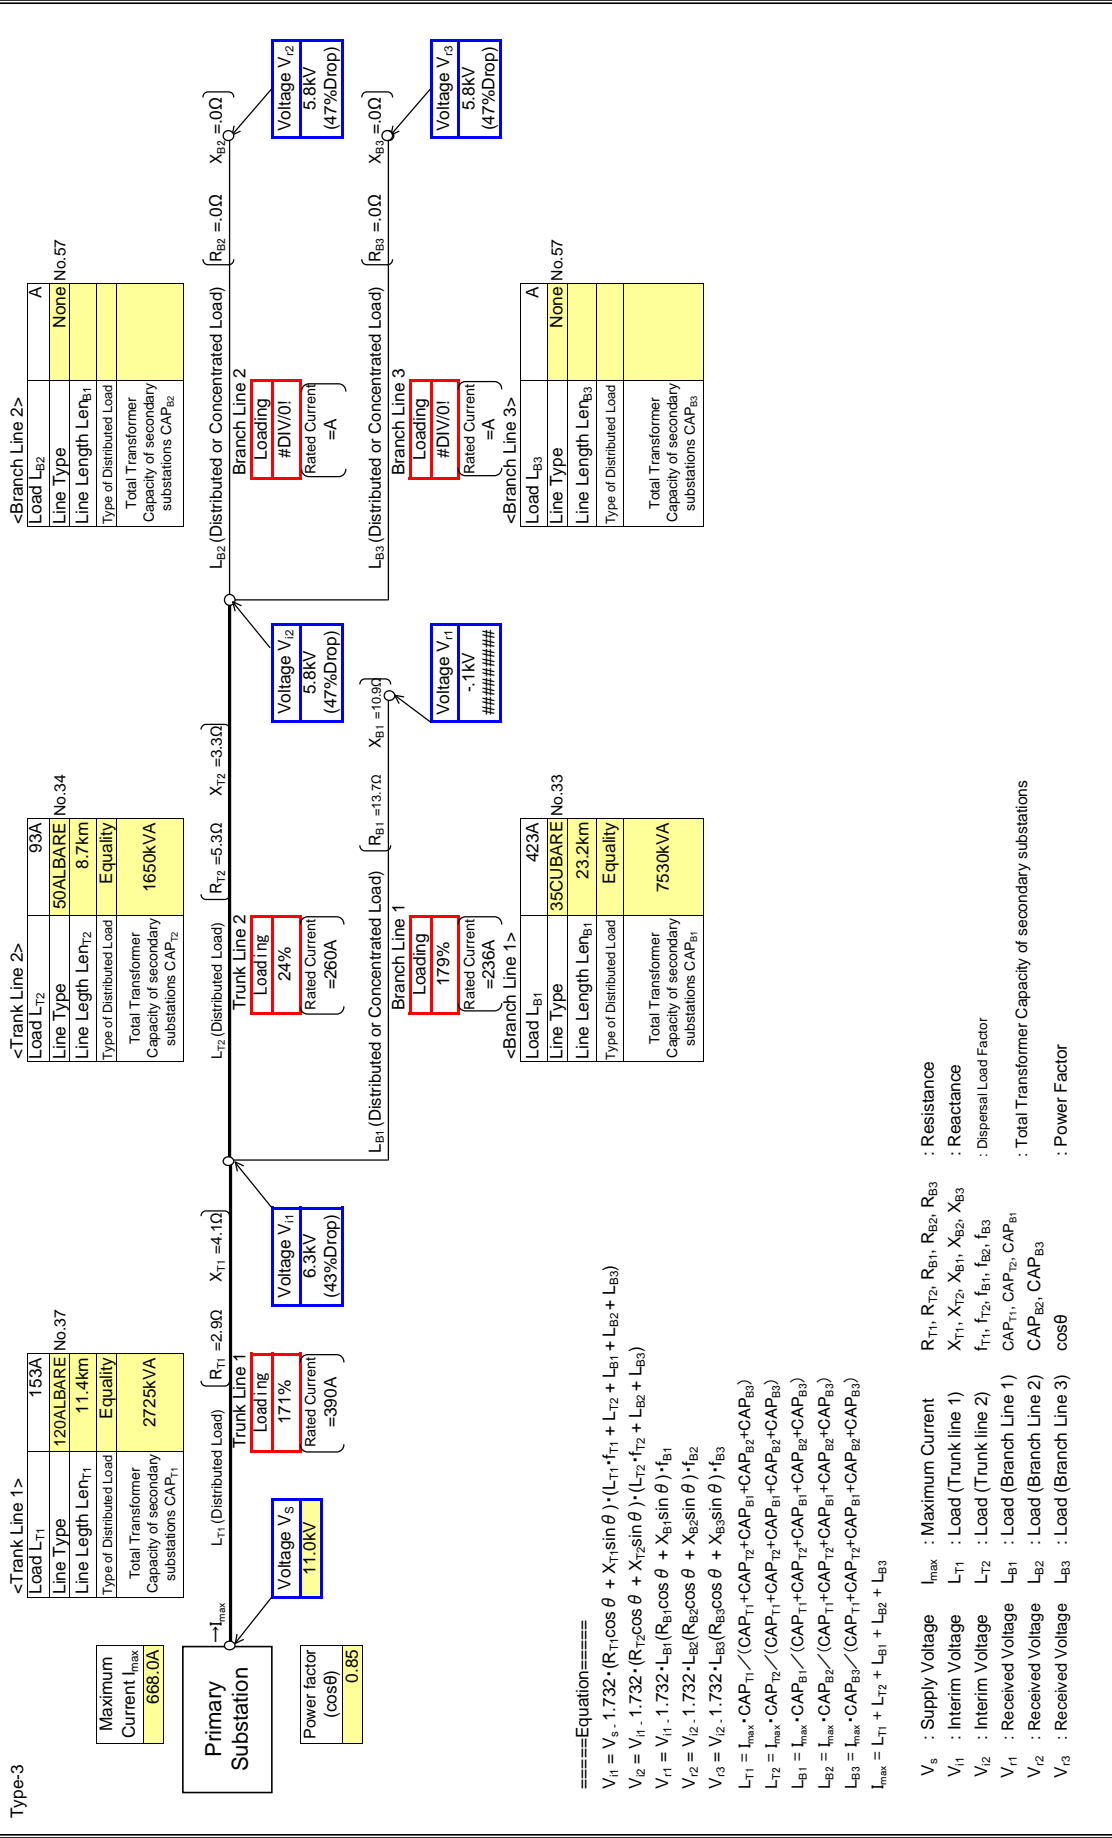 Type-3
Maximum
Current Imax
668.0A
Primary
Substation
Power factor
(cosθ)
0.85
→Imax
Voltage VS
11.0kV
<Trank Line 1>
Load LT1 153A
Line Type 120ALBARE No.37
Line Legth LenT1 11.4km
Type of Distributed Load Equality
Total Transformer
Capacity of secondary
substations CAPT1
2725kVA
LT1 (Distributed Load)
RT1 =2.9Ω XT1 =4.1Ω
Trunk Line 1
Loading
171%
Rated Current
=390A
Voltage Vi1
6.3kV
(43%Drop)
<Trank Line 2>
Load LT2 93A
Line Type 50ALBARE No.34
Line Legth LenT2 8.7km
Type of Distributed Load Equality
Total Transformer
Capacity of secondary
substations CAPT2
1650kVA
LT2 (Distributed Load)
RT2 =5.3Ω XT2 =3.3Ω
Trunk Line 2
Loading
24%
Rated Current
=260A
Voltage Vi2
5.8kV
(47%Drop)
LB1 (Distributed or Concentrated Load)
RB1 =13.7Ω XB1 =10.9Ω
Branch Line 1
Loading
179%
Rated Current
=236A
Voltage Vr1
-.1kV
########
<Branch Line 1>
Load LB1 423A
Line Type 35CUBARE No.33
Line Length LenB1 23.2km
Type of Distributed Load Equality
Total Transformer
Capacity of secondary
substations CAPB1
7530kVA
<Branch Line 2>
Load LB2 A
Line Type None No.57
Line Length LenB1
Type of Distributed Load
Total Transformer
Capacity of secondary
substations CAPB2
LB2 (Distributed or Concentrated Load)
RB2 =.0Ω XB2 =.0Ω
Branch Line 2
Loading
#DIV/0!
Rated Current
=A
Voltage Vr2
5.8kV
(47%Drop)
LB3 (Distributed or Concentrated Load)
RB3 =.0Ω XB3 =.0Ω
Branch Line 3
Loading
#DIV/0!
Rated Current
=A
Voltage Vr3
5.8kV
(47%Drop)
<Branch Line 3>
Load LB3 A
Line Type None No.57
Line Length LenB3
Type of Distributed Load
Total Transformer
Capacity of secondary
substations CAPB3
=====Equation=====
Vi1 = Vs - 1.732・(RT1cosθ + XT1sinθ)・(LT1・fT1 + LT2 + LB1 + LB2 + LB3)
Vi2 = Vi1 - 1.732・(RT2cosθ + XT2sinθ)・(LT2・fT2 + LB2 + LB3)
Vr1 = Vi1 - 1.732・LB1(RB1cosθ + XB1sinθ)・fB1
Vr2 = Vi2 - 1.732・LB2(RB2cosθ + XB2sinθ)・fB2
Vr3 = Vi2 - 1.732・LB3(RB3cosθ + XB3sinθ)・fB3
LT1 = Imax・CAPT1／(CAPT1+CAPT2+CAPB1+CAPB2+CAPB3)
LT2 = Imax・CAPT2／(CAPT1+CAPT2+CAPB1+CAPB2+CAPB3)
LB1 = Imax・CAPB1／(CAPT1+CAPT2+CAPB1+CAPB2+CAPB3)
LB2 = Imax・CAPB2／(CAPT1+CAPT2+CAPB1+CAPB2+CAPB3)
LB3 = Imax・CAPB3／(CAPT1+CAPT2+CAPB1+CAPB2+CAPB3)
Imax = LT1 + LT2 + LB1 + LB2 + LB3
Vs : Supply Voltage Imax : Maximum Current RT1, RT2, RB1, RB2, RB3 : Resistance
Vi1 : Interim Voltage LT1 : Load (Trunk line 1) XT1, XT2, XB1, XB2, XB3 : Reactance
Vi2 : Interim Voltage LT2 : Load (Trunk line 2) fT1, fT2, fB1, fB2, fB3 : Dispersal Load Factor
Vr1 : Received Voltage LB1 : Load (Branch Line 1) CAPT1, CAPT2, CAPB1 : Total Transformer Capacity of secondary substations
Vr2 : Received Voltage LB2 : Load (Branch Line 2) CAPB2, CAPB3
Vr3 : Received Voltage LB3 : Load (Branch Line 3) cosθ : Power Factor